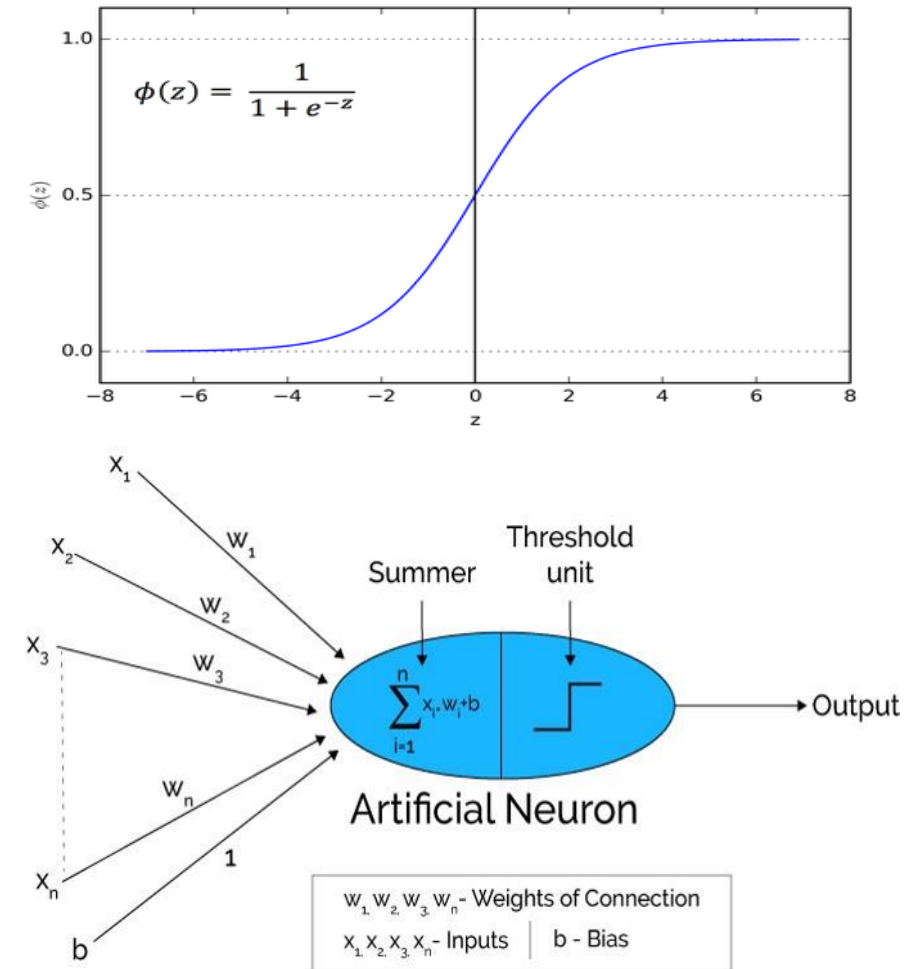 1.0
ϕ(z) = 1 / (1 + e^−z)
ϕ(z)
0.5
0.0
−8 −6 −4 −2 0 2 4 6 8
z
X₁
W₁
X₂
W₂
X₃
W₃
Summer
Threshold
unit
n
∑ xᵢ.wᵢ+b
i=1
Output
Wₙ
Artificial Neuron
1
Xₙ
b
W₁, W₂, W₃, Wₙ- Weights of Connection
X₁, X₂, X₃, Xₙ- Inputs | b - Bias